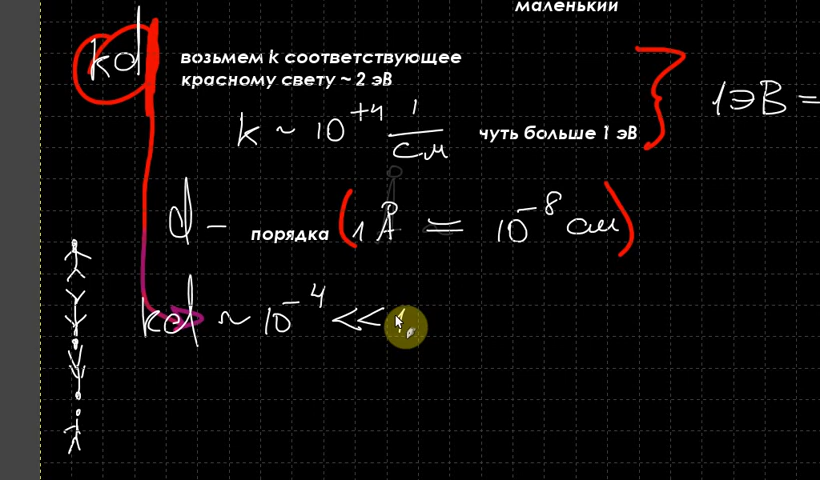 маленький
kd
возьмем k соответствующее
красному свету ~ 2 эВ
1эВ =
k ~ 10⁺⁴ 1/см чуть больше 1 эВ
d – порядка (1 Å = 10⁻⁸ см)
kd ~ 10⁻⁴ << 1